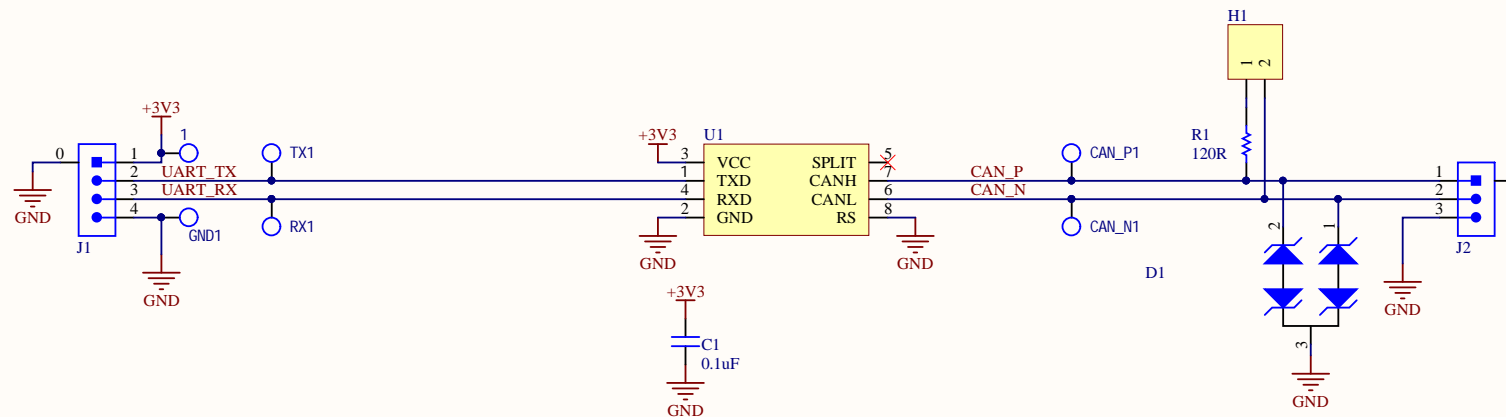 H1
1 2
+3V3
0
1
1
2
3
4
UART_TX
UART_RX
J1
GND
GND
GND1
TX1
RX1
+3V3
U1
3 VCC SPLIT 5
1 TXD CANH 7
4 RXD CANL 6
2 GND RS 8
GND
GND
+3V3
C1
0.1uF
GND
CAN_P
CAN_N
CAN_P1
CAN_N1
R1
120R
D1
2
1
3
GND
1
2
3
J2
GND